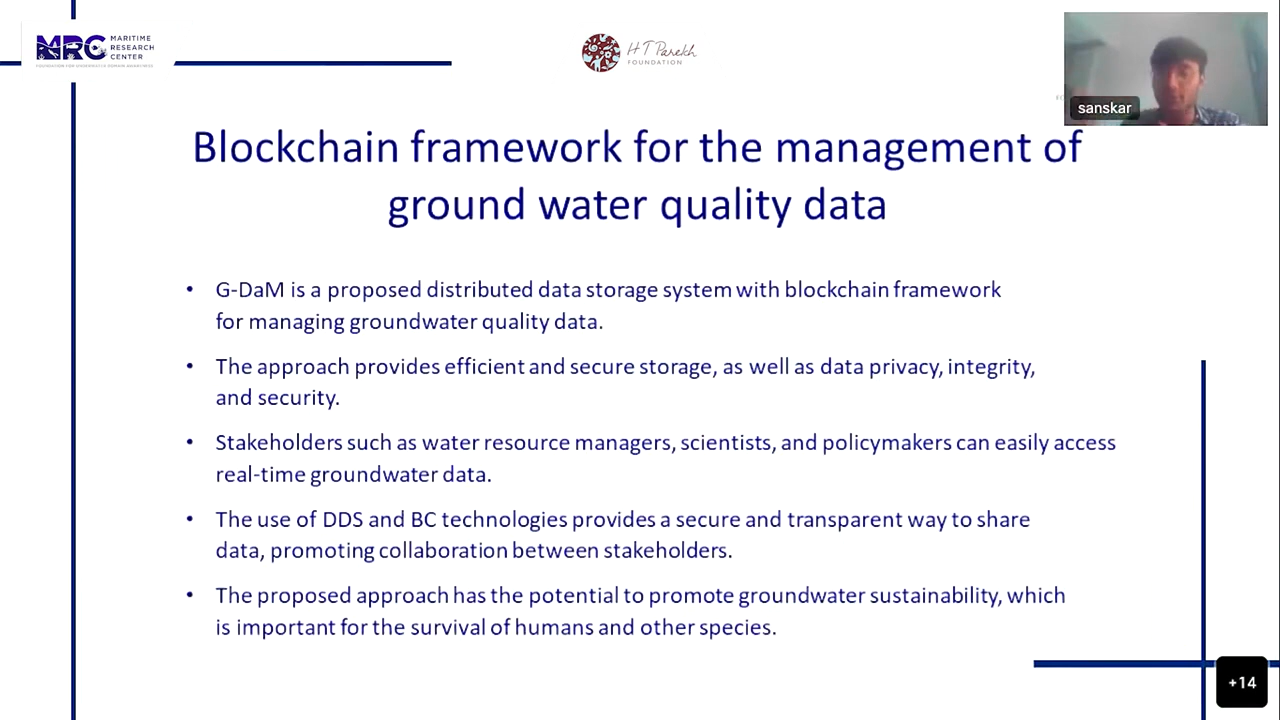 MRC
MARITIME
RESEARCH
CENTER
FOUNDATION FOR UNDERWATER DOMAIN AWARENESS
H T Parekh
FOUNDATION
sanskar
Blockchain framework for the management of
ground water quality data
• G-DaM is a proposed distributed data storage system with blockchain framework
for managing groundwater quality data.
• The approach provides efficient and secure storage, as well as data privacy, integrity,
and security.
• Stakeholders such as water resource managers, scientists, and policymakers can easily access
real-time groundwater data.
• The use of DDS and BC technologies provides a secure and transparent way to share
data, promoting collaboration between stakeholders.
• The proposed approach has the potential to promote groundwater sustainability, which
is important for the survival of humans and other species.
+14